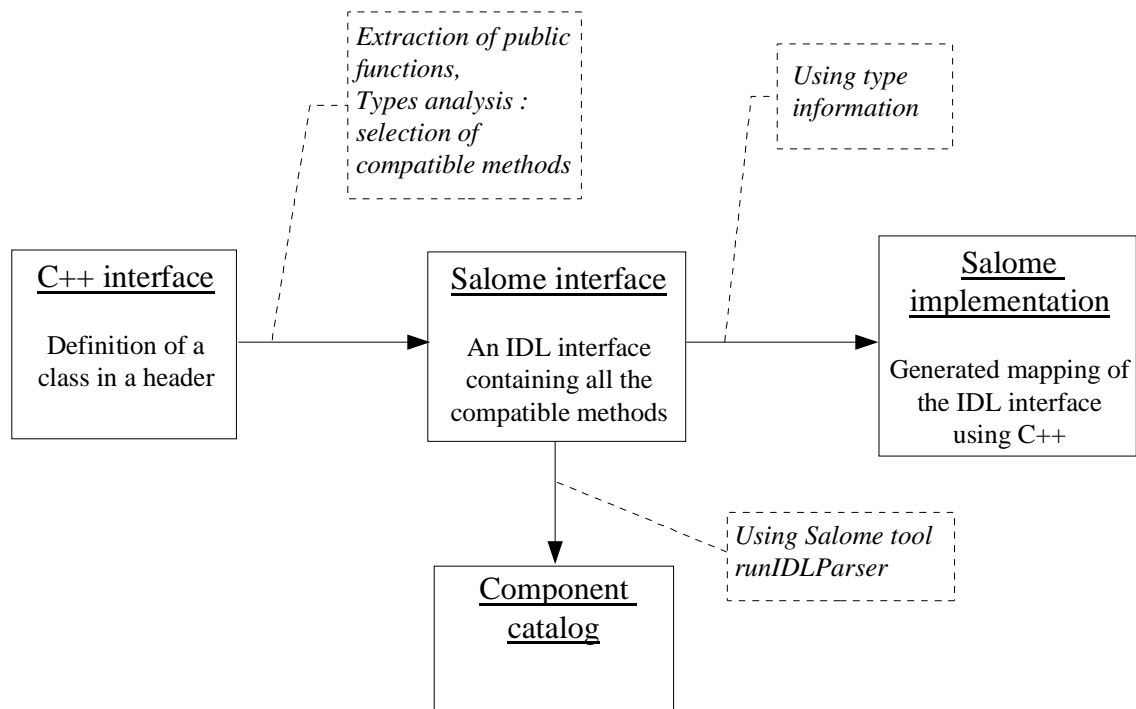 Extraction of public
functions,
Types analysis :
selection of
compatible methods
Using type
information
C++ interface
Definition of a
class in a header
Salome interface
An IDL interface
containing all the
compatible methods
Salome
implementation
Generated mapping of
the IDL interface
using C++
Using Salome tool
runIDLParser
Component
catalog